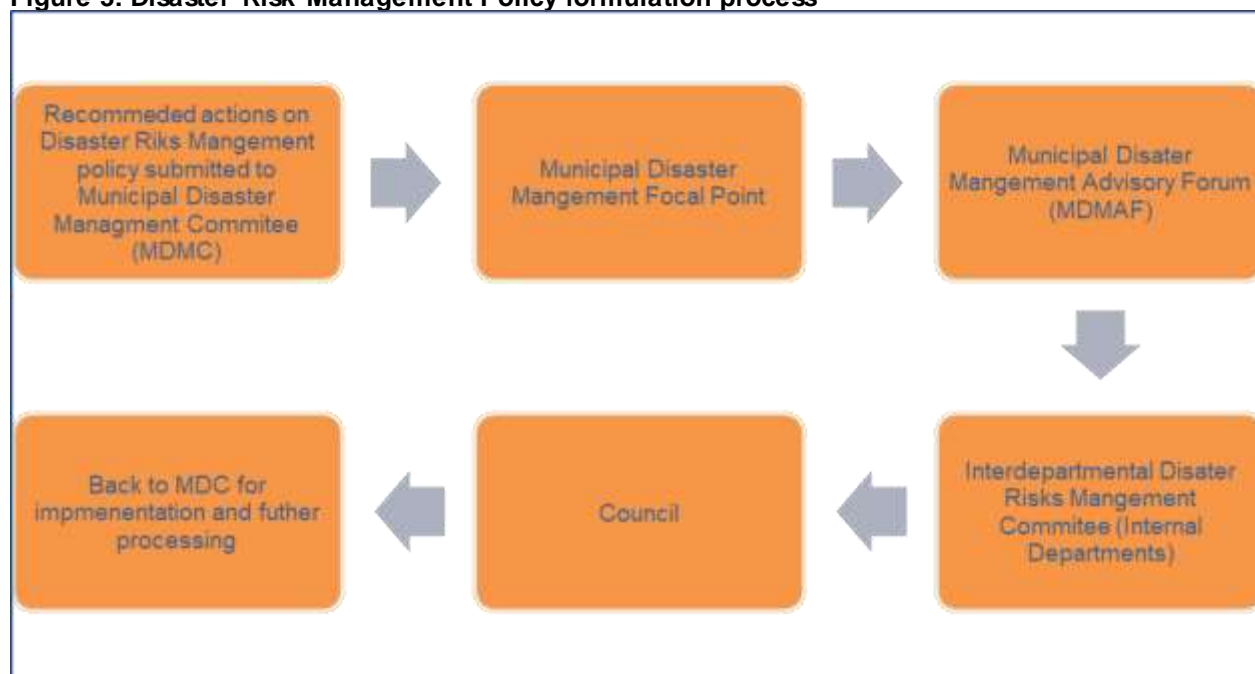 Figure 3: Disaster Risk Management Policy formulation process
Recommeded actions on
Disaster Riks Mangement
policy submitted to
Municipal Disaster
Managment Commitee
(MDMC)
Municipal Disaster
Mangement Focal Point
Municipal Disater
Mangement Advisory Forum
(MDMAF)
Interdepartmental Disater
Risks Mangement
Commitee (Internal
Departments)
Council
Back to MDC for
impmenentation and futher
processing